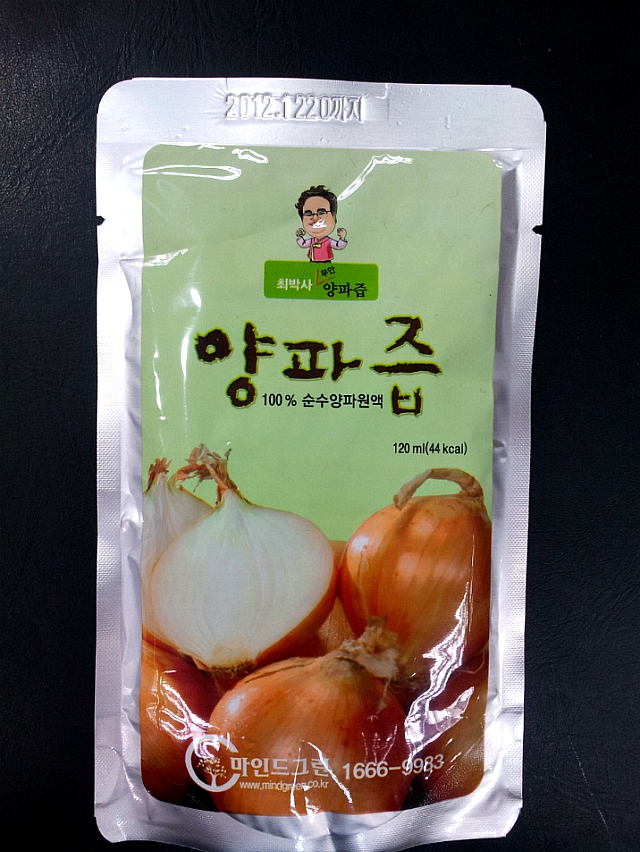 2012.1220까지
최박사 무안 양파즙
양파즙
100 % 순수양파원액
120 ml(44 kcal)
마인드그린 1666-9983
www.mindgreen.co.kr